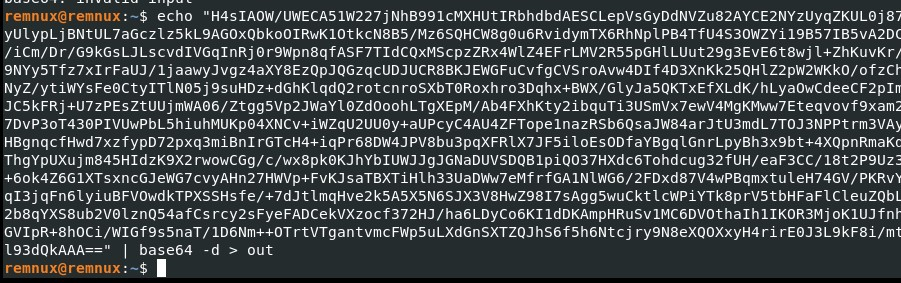 base64: invalid input
remnux@remnux:~$ echo "H4sIAOW/UWECA51W227jNhB991cMXHUtIRbhdbdAESCLepVsGyDdNVZu82AYCE2NYzUyqZKUL0j87
yUlypLjBNtUL7aGczlz5kL9AGOxQbkoOIRwK1OtkcN8B5/Mz6SQHCW8g0u6RvidymTX6RhNplPB4TfU4S3OWZYi19B57IB5vA2DC
/iCm/Dr/G9kGsLJLscvdIVGqInRj0r9Wpn8qfASF7TIdCQxMScpzZRx4WlZ4EFrLMV2R55pGHlLUut29g3EvE6t8wjl+ZhKuvKr/
9NYy5Tfz7xIrFaUJ/1jaawyJvgz4aXY8EzQpJQGzqcUDJUCR8BKJEWGFuCvfgCVSroAvw4DIf4D3XnKk25QHlZ2pW2WKkO/ofzCh
NyZ/ytiWYsFe0CtyITlN05j9suHDz+dGhKlqdQ2rotcnroSXbT0Roxhro3Dqhx+BWX/GlyJa5QKTxEfXLdK/hLyaOwCdeeCF2pIm
JC5kFRj+U7zPEsZtUUjmWA06/Ztgg5Vp2JWaYl0ZdOoohLTgXEpM/Ab4FXhKty2ibquTi3USmVx7ewV4MgKMww7Eteqvovf9xam2
7DvP3oT430PIVUwPbL5hiuhMUKp04XNCv+iWZqU2UU0y+aUPcyC4AU4ZFTope1nazRSb6QsaJW84arJtU3mdL7TOJ3NPPtrm3VAy
HBgnqcfHwd7xzfypD72pxq3miBnIrGTcH4+iqPr68DW4JPV8bu3pqXFRlX7JF5iloEsODfaYBgqlGnrLpyBh3x9bt+4XQpnRmaKo
ThgYpUXujm845HIdzK9X2rwowCGg/c/wx8pk0KJhYbIUWJJgJGNaDUVSDQB1piQO37HXdc6Tohdcug32fUH/eaF3CC/18t2P9Uz3
+6ok4Z6G1XTsxncGJeWG7cvyAHn27HWVp+FvKJsaTBXTiHlh33UaDWw7eMfrfGA1NlWG6/2FDxd87V4wPBqmxtuleH74GV/PKRvY
qI3jqFn6lyiuBFVOwdkTPXSSHsfe/+7dJtlmqHve2k5A5X5N6SJX3V8HwZ98I7sAgg5wuCktlcWPiYTk8prV5tbHFaFlCleuZQbL
2b8qYXS8ub2V0lznQ54afCsrcy2sFyeFADCekVXzocf372HJ/ha6LDyCo6KI1dDKAmpHRuSv1MC6DVOthaIh1IKOR3MjoK1UJfnh
GVIpR+8hOCi/WIGf9s5naT/1D6Nm++OTrtVTgantvmcFWp5uLXdGnSXTZQJhS6f5h6Ntcjry9N8eXQOXxyH4rirE0J3L9kF8i/mt
l93dQkAAA==" | base64 -d > out
remnux@remnux:~$